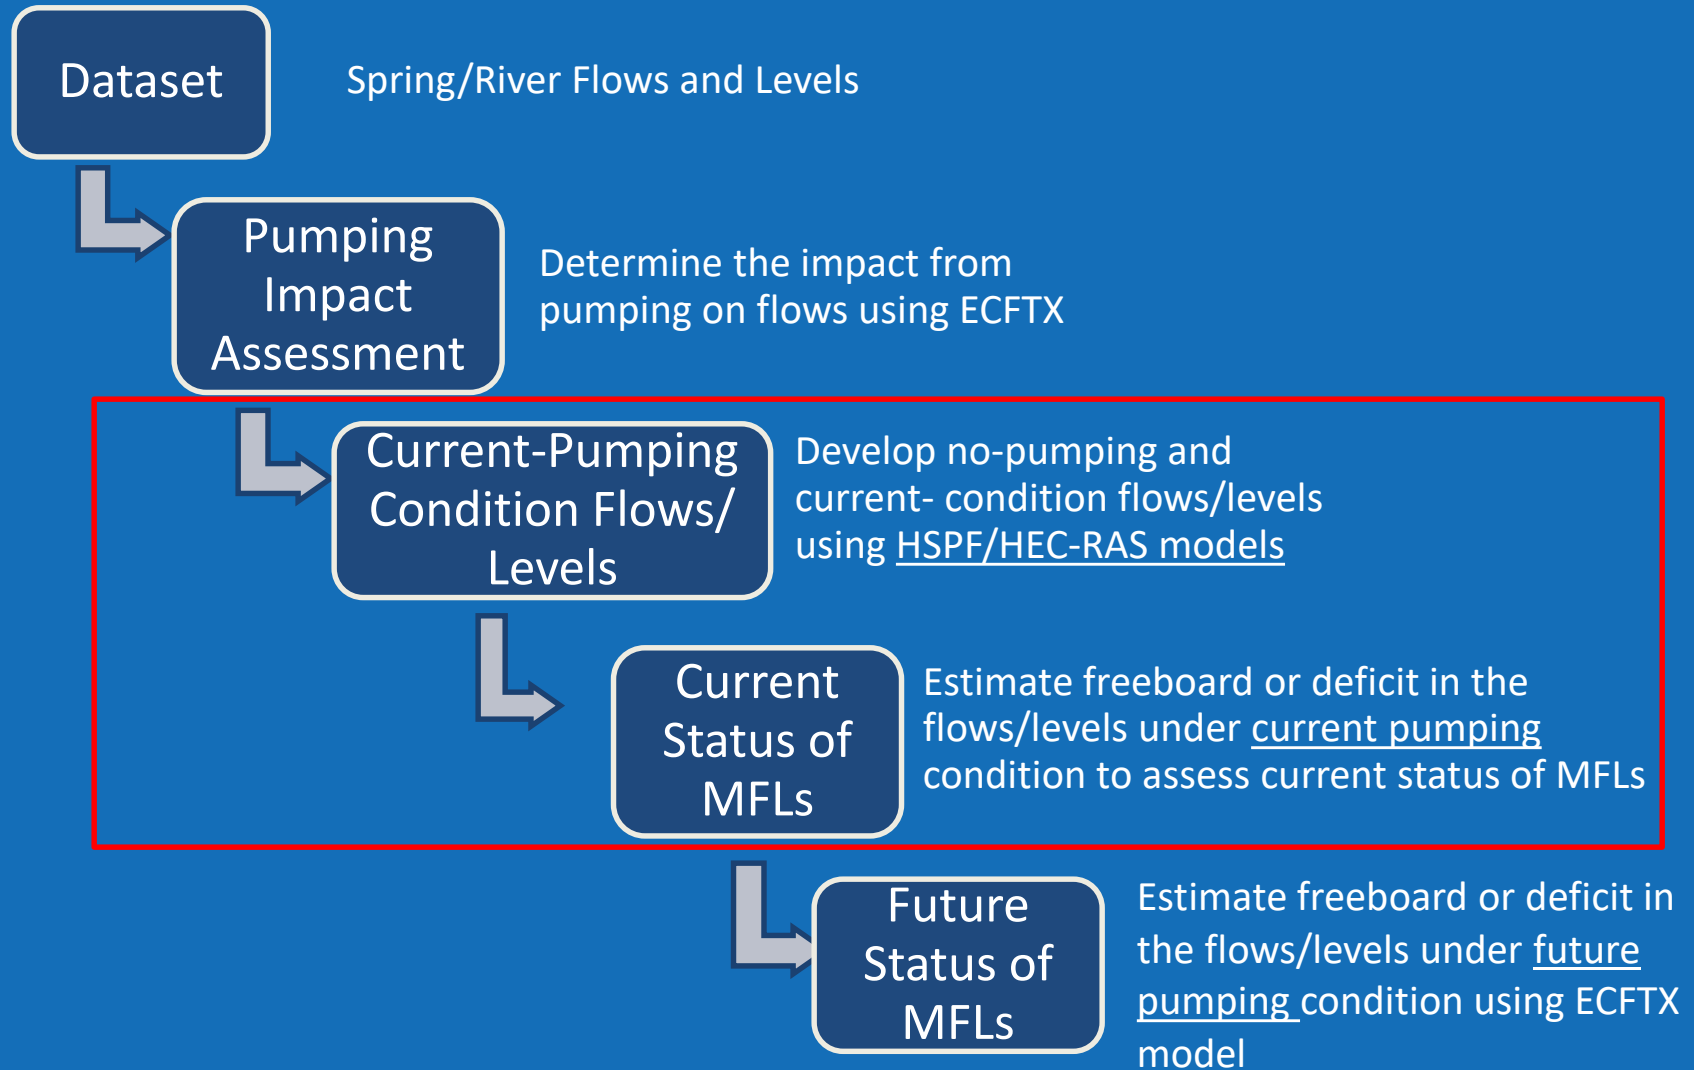 Dataset
Spring/River Flows and Levels
Pumping
Impact
Assessment
Determine the impact from
pumping on flows using ECFTX
Current-Pumping
Condition Flows/
Levels
Develop no-pumping and
current- condition flows/levels
using HSPF/HEC-RAS models
Current
Status of
MFLs
Estimate freeboard or deficit in the
flows/levels under current pumping
condition to assess current status of MFLs
Future
Status of
MFLs
Estimate freeboard or deficit in
the flows/levels under future
pumping condition using ECFTX
model